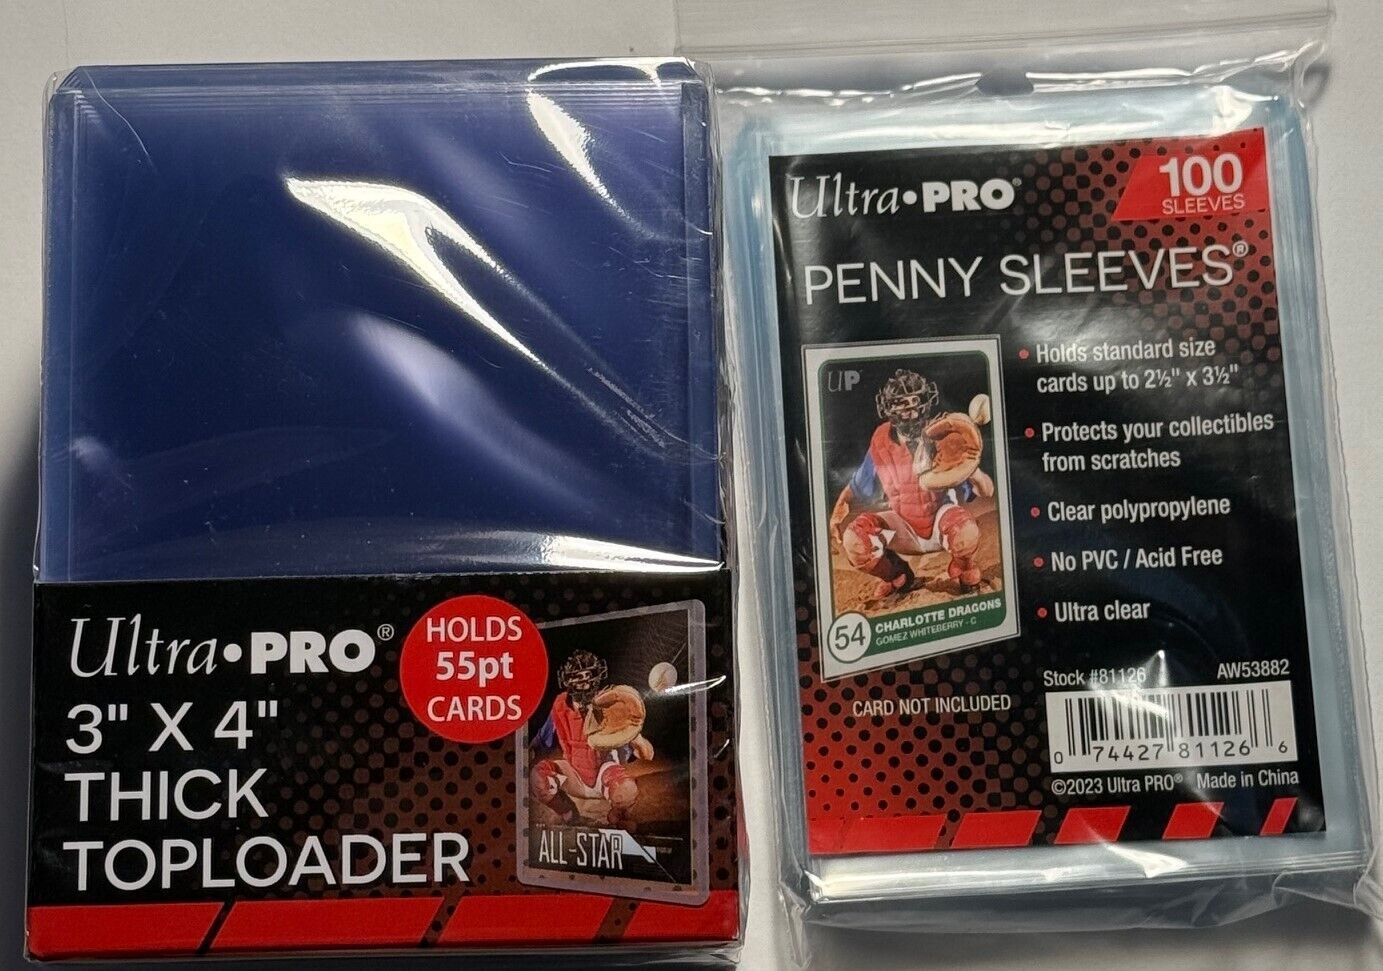 Ultra•PRO®
3" X 4"
THICK
TOPLOADER
HOLDS
55pt
CARDS
ALL-STAR
Ultra•PRO®
100
SLEEVES
PENNY SLEEVES®
UP
54
CHARLOTTE DRAGONS
GOMEZ WHITEBERRY - C
CARD NOT INCLUDED
• Holds standard size
cards up to 2½" x 3½"
• Protects your collectibles
from scratches
• Clear polypropylene
• No PVC / Acid Free
• Ultra clear
Stock #81126 AW53882
0 74427 81126 6
©2023 Ultra PRO® Made in China